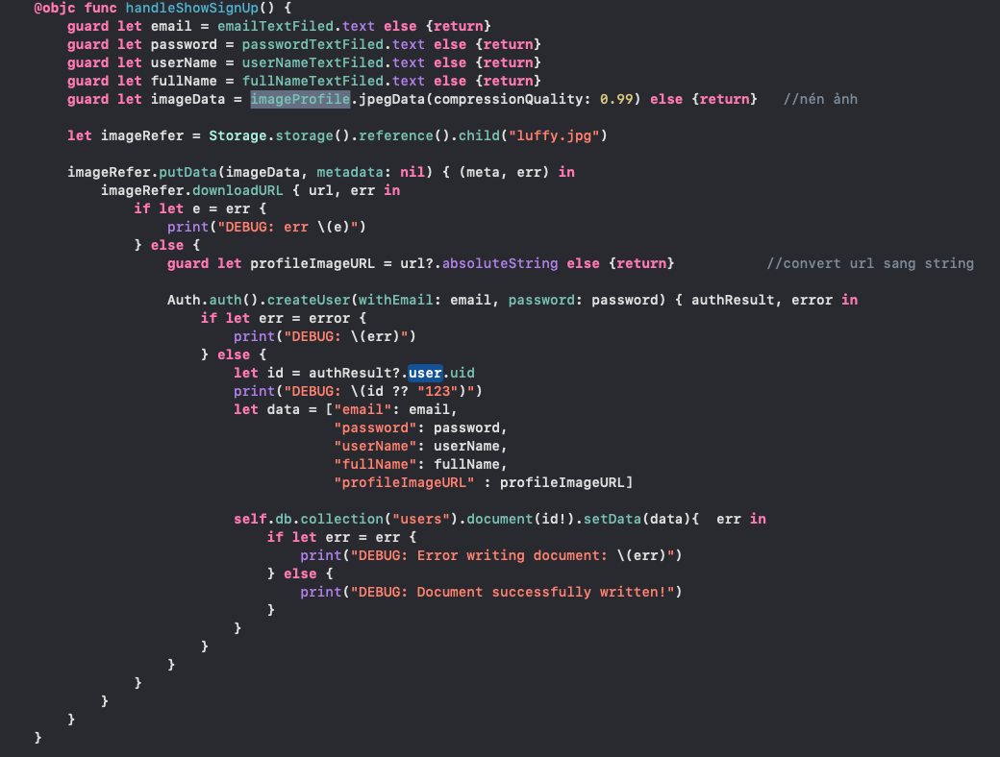 @objc func handleShowSignUp() {
guard let email = emailTextFiled.text else {return}
guard let password = passwordTextFiled.text else {return}
guard let userName = userNameTextFiled.text else {return}
guard let fullName = fullNameTextFiled.text else {return}
guard let imageData = imageProfile.jpegData(compressionQuality: 0.99) else {return}   //nén ảnh
let imageRefer = Storage.storage().reference().child("luffy.jpg")
imageRefer.putData(imageData, metadata: nil) { (meta, err) in
imageRefer.downloadURL { url, err in
if let e = err {
print("DEBUG: err \(e)")
} else {
guard let profileImageURL = url?.absoluteString else {return}           //convert url sang string
Auth.auth().createUser(withEmail: email, password: password) { authResult, error in
if let err = error {
print("DEBUG: \(err)")
} else {
let id = authResult?.user.uid
print("DEBUG: \(id ?? "123")")
let data = ["email": email,
"password": password,
"userName": userName,
"fullName": fullName,
"profileImageURL" : profileImageURL]
self.db.collection("users").document(id!).setData(data){  err in
if let err = err {
print("DEBUG: Error writing document: \(err)")
} else {
print("DEBUG: Document successfully written!")
}
}
}
}
}
}
}
}